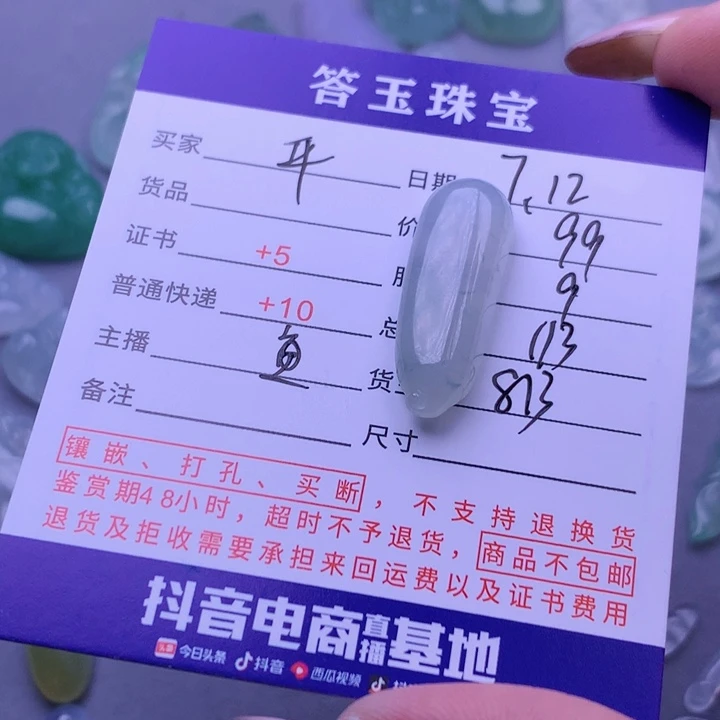 答玉珠宝
买家 日期 7.12
货品 价 99
证书 +5 9
普通快递 +10 总 113
主播 货 813
备注 尺寸
镶嵌、打孔、买断，不支持退换货
鉴赏期48小时，超时不予退货，商品不包邮
退货及拒收需要承担来回运费以及证书费用
抖音电商直播基地
头条 今日头条 抖音 西瓜视频